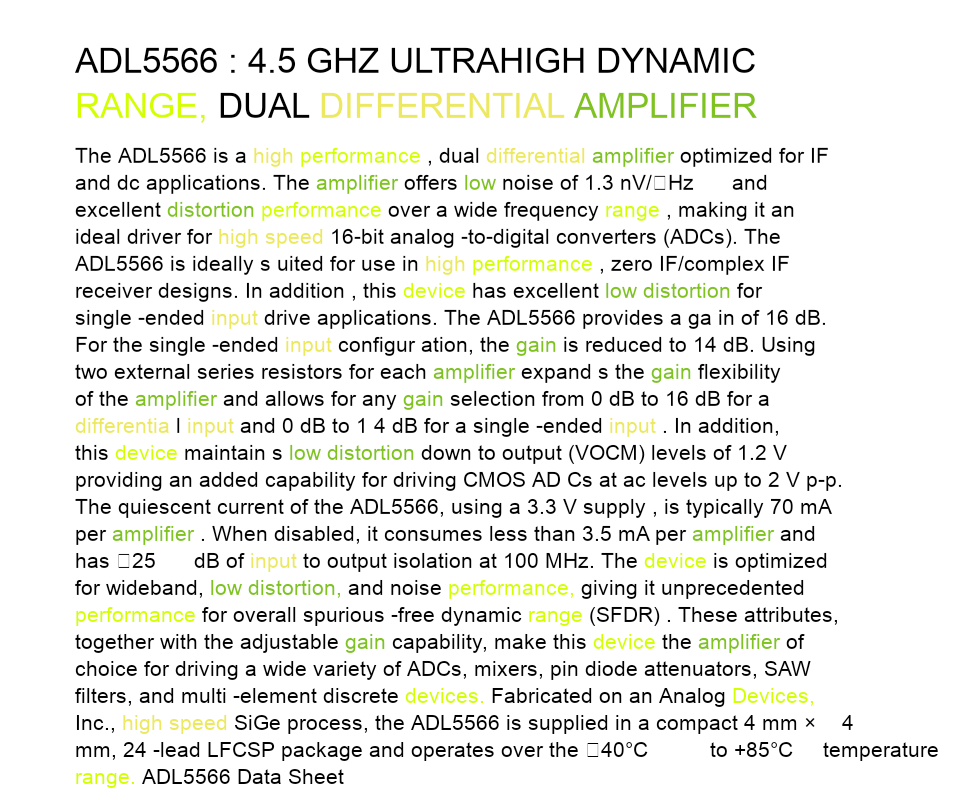 ADL5566 : 4.5 GHZ ULTRAHIGH DYNAMIC
RANGE, DUAL DIFFERENTIAL AMPLIFIER
The ADL5566 is a high performance , dual differential amplifier optimized for IF
and dc applications. The amplifier offers low noise of 1.3 nV/□Hz and
excellent distortion performance over a wide frequency range , making it an
ideal driver for high speed 16-bit analog -to-digital converters (ADCs). The
ADL5566 is ideally s uited for use in high performance , zero IF/complex IF
receiver designs. In addition , this device has excellent low distortion for
single -ended input drive applications. The ADL5566 provides a ga in of 16 dB.
For the single -ended input configur ation, the gain is reduced to 14 dB. Using
two external series resistors for each amplifier expand s the gain flexibility
of the amplifier and allows for any gain selection from 0 dB to 16 dB for a
differentia l input and 0 dB to 1 4 dB for a single -ended input . In addition,
this device maintain s low distortion down to output (VOCM) levels of 1.2 V
providing an added capability for driving CMOS AD Cs at ac levels up to 2 V p-p.
The quiescent current of the ADL5566, using a 3.3 V supply , is typically 70 mA
per amplifier . When disabled, it consumes less than 3.5 mA per amplifier and
has □25 dB of input to output isolation at 100 MHz. The device is optimized
for wideband, low distortion, and noise performance, giving it unprecedented
performance for overall spurious -free dynamic range (SFDR) . These attributes,
together with the adjustable gain capability, make this device the amplifier of
choice for driving a wide variety of ADCs, mixers, pin diode attenuators, SAW
filters, and multi -element discrete devices. Fabricated on an Analog Devices,
Inc., high speed SiGe process, the ADL5566 is supplied in a compact 4 mm × 4
mm, 24 -lead LFCSP package and operates over the □40°C to +85°C temperature
range. ADL5566 Data Sheet